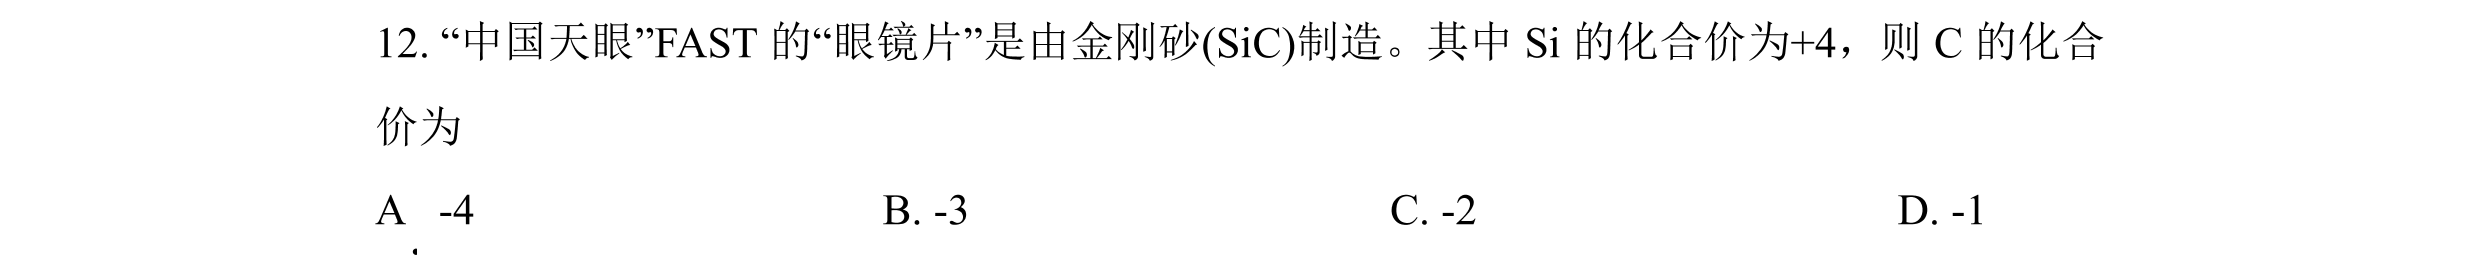 12. “中国天眼”FAST 的“眼镜片”是由金刚砂(SiC)制造。其中 Si 的化合价为+4，则 C 的化合
价为
A -4 B. -3 C. -2 D. -1